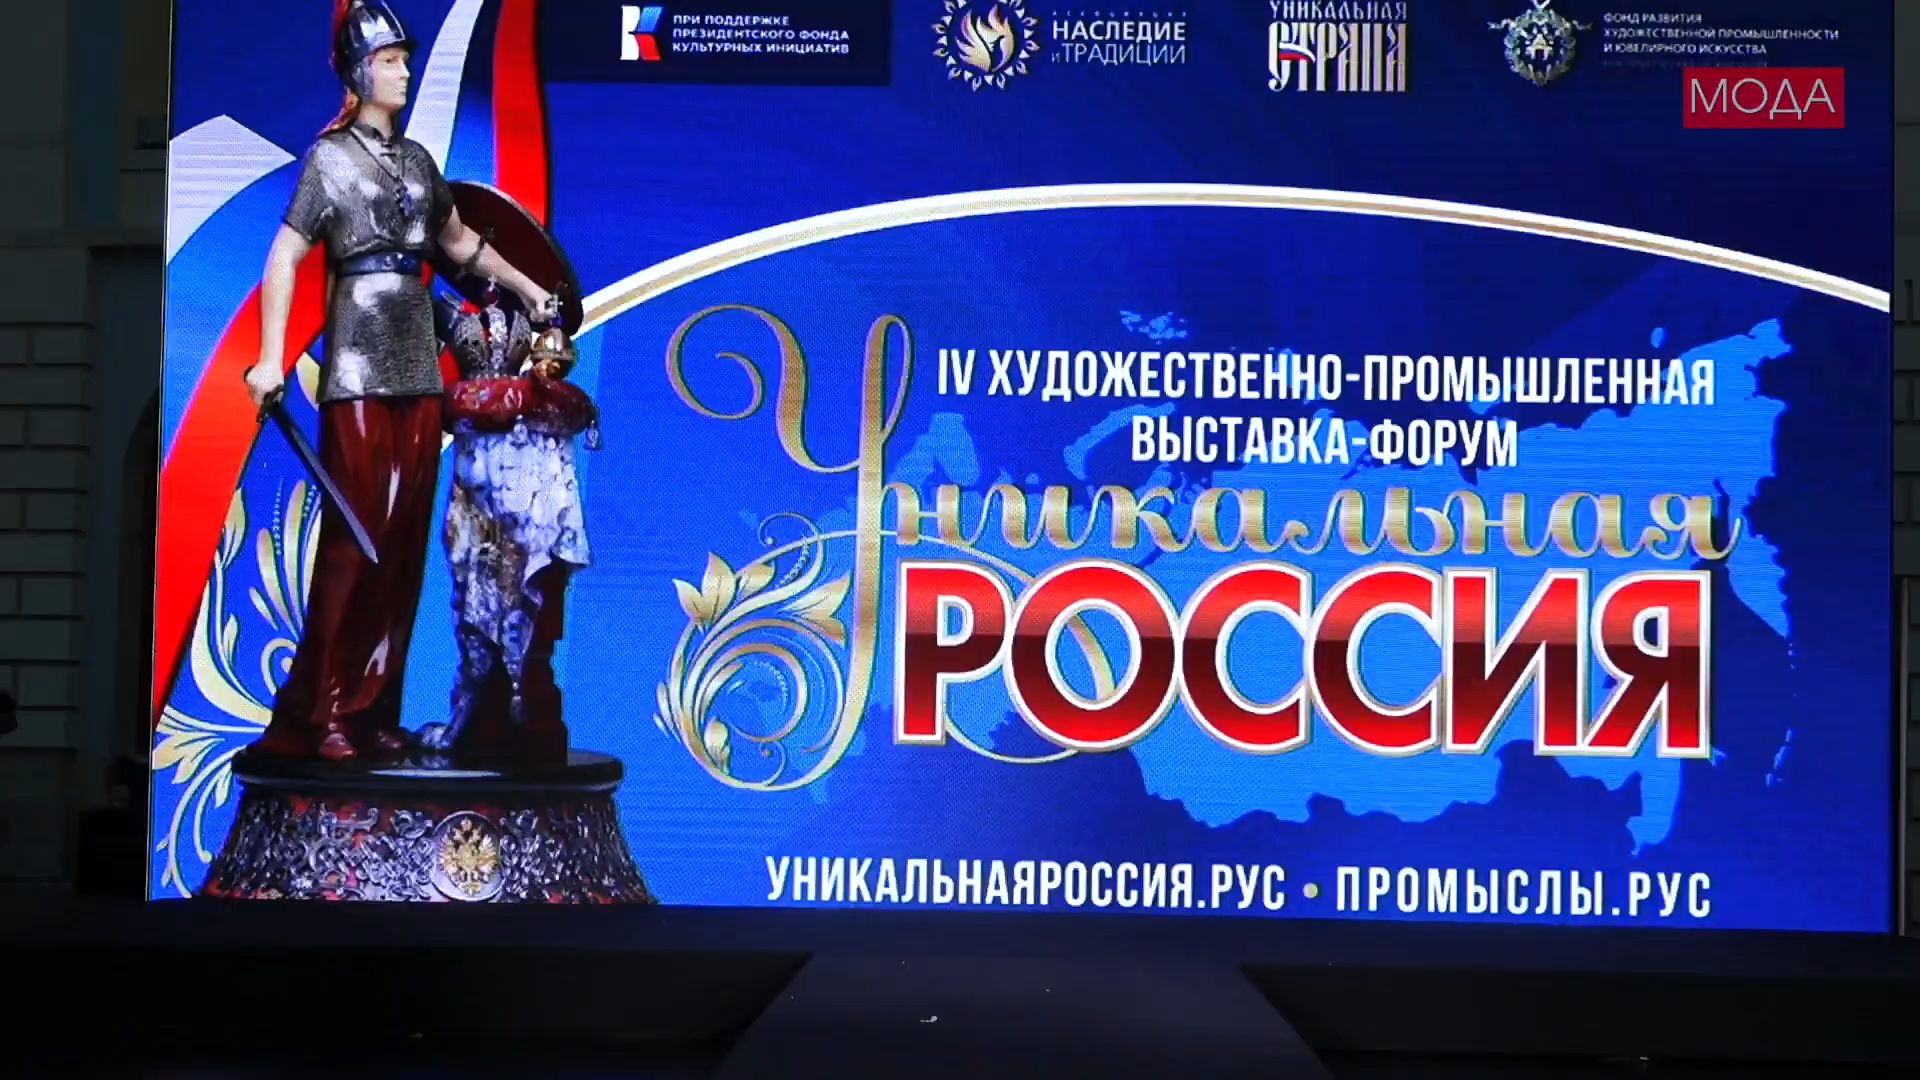 ПРИ ПОДДЕРЖКЕ
ПРЕЗИДЕНТСКОГО ФОНДА
КУЛЬТУРНЫХ ИНИЦИАТИВ
АССОЦИАЦИЯ
НАСЛЕДИЕ
И ТРАДИЦИИ
УНИКАЛЬНАЯ
СТРАНА
ФОНД РАЗВИТИЯ
ХУДОЖЕСТВЕННОЙ ПРОМЫШЛЕННОСТИ
И ЮВЕЛИРНОГО ИСКУССТВА
МОДА
IV ХУДОЖЕСТВЕННО-ПРОМЫШЛЕННАЯ
ВЫСТАВКА-ФОРУМ
Уникальная
РОССИЯ
УНИКАЛЬНАЯРОССИЯ.РУС • ПРОМЫСЛЫ.РУС